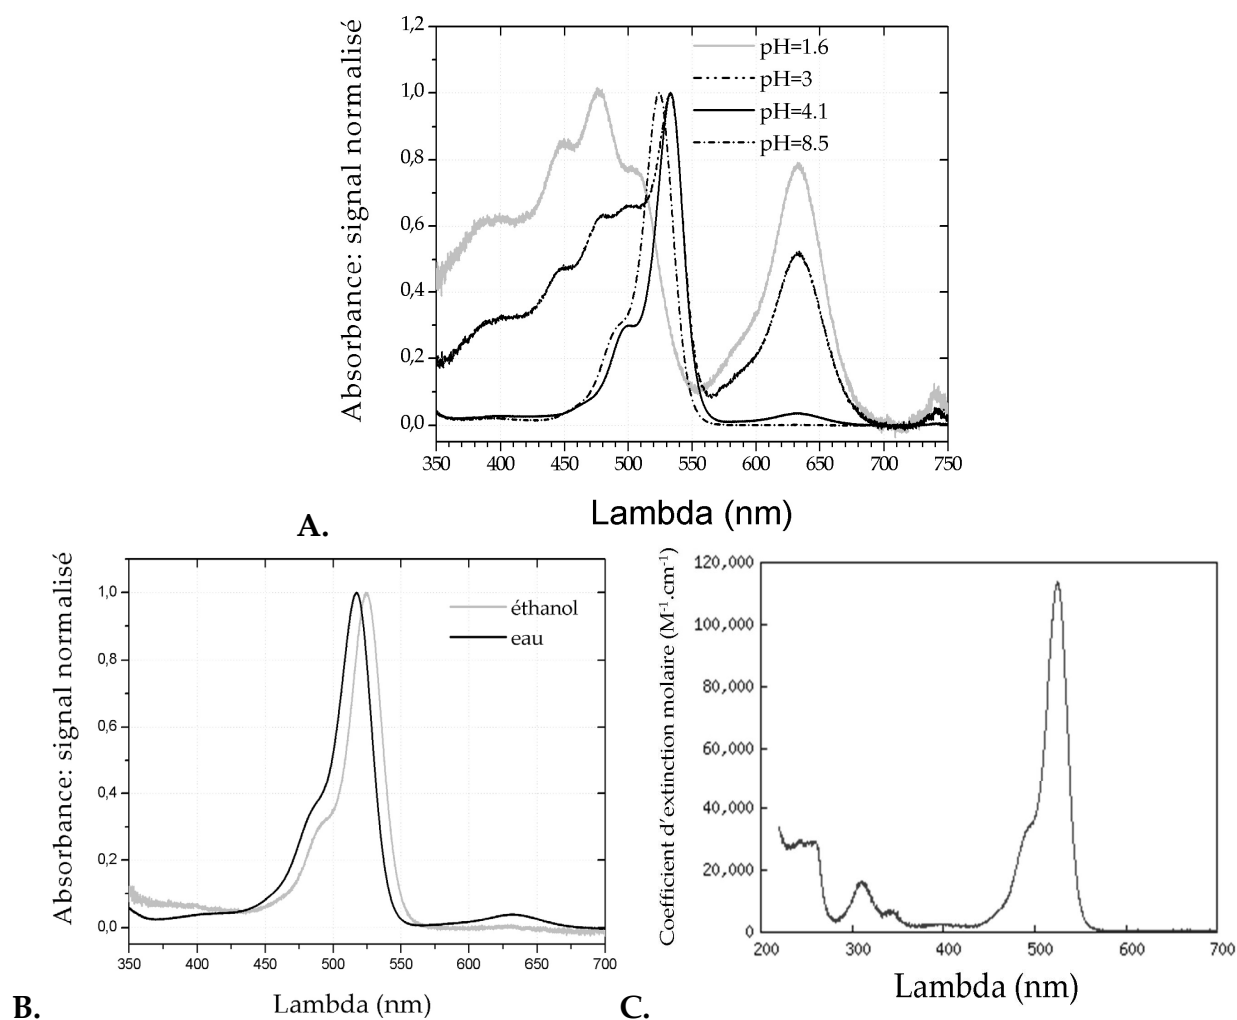 Absorbance: signal normalisé
1,2
1,0
0,8
0,6
0,4
0,2
0,0
pH=1.6
pH=3
pH=4.1
pH=8.5
350 400 450 500 550 600 650 700 750
Lambda (nm)
A.
Absorbance: signal normalisé
1,0
0,8
0,6
0,4
0,2
0,0
éthanol
eau
350 400 450 500 550 600 650 700
Lambda (nm)
B.
Coefficient d'extinction molaire (M⁻¹.cm⁻¹)
120,000
100,000
80,000
60,000
40,000
20,000
0
200 300 400 500 600 700
Lambda (nm)
C.